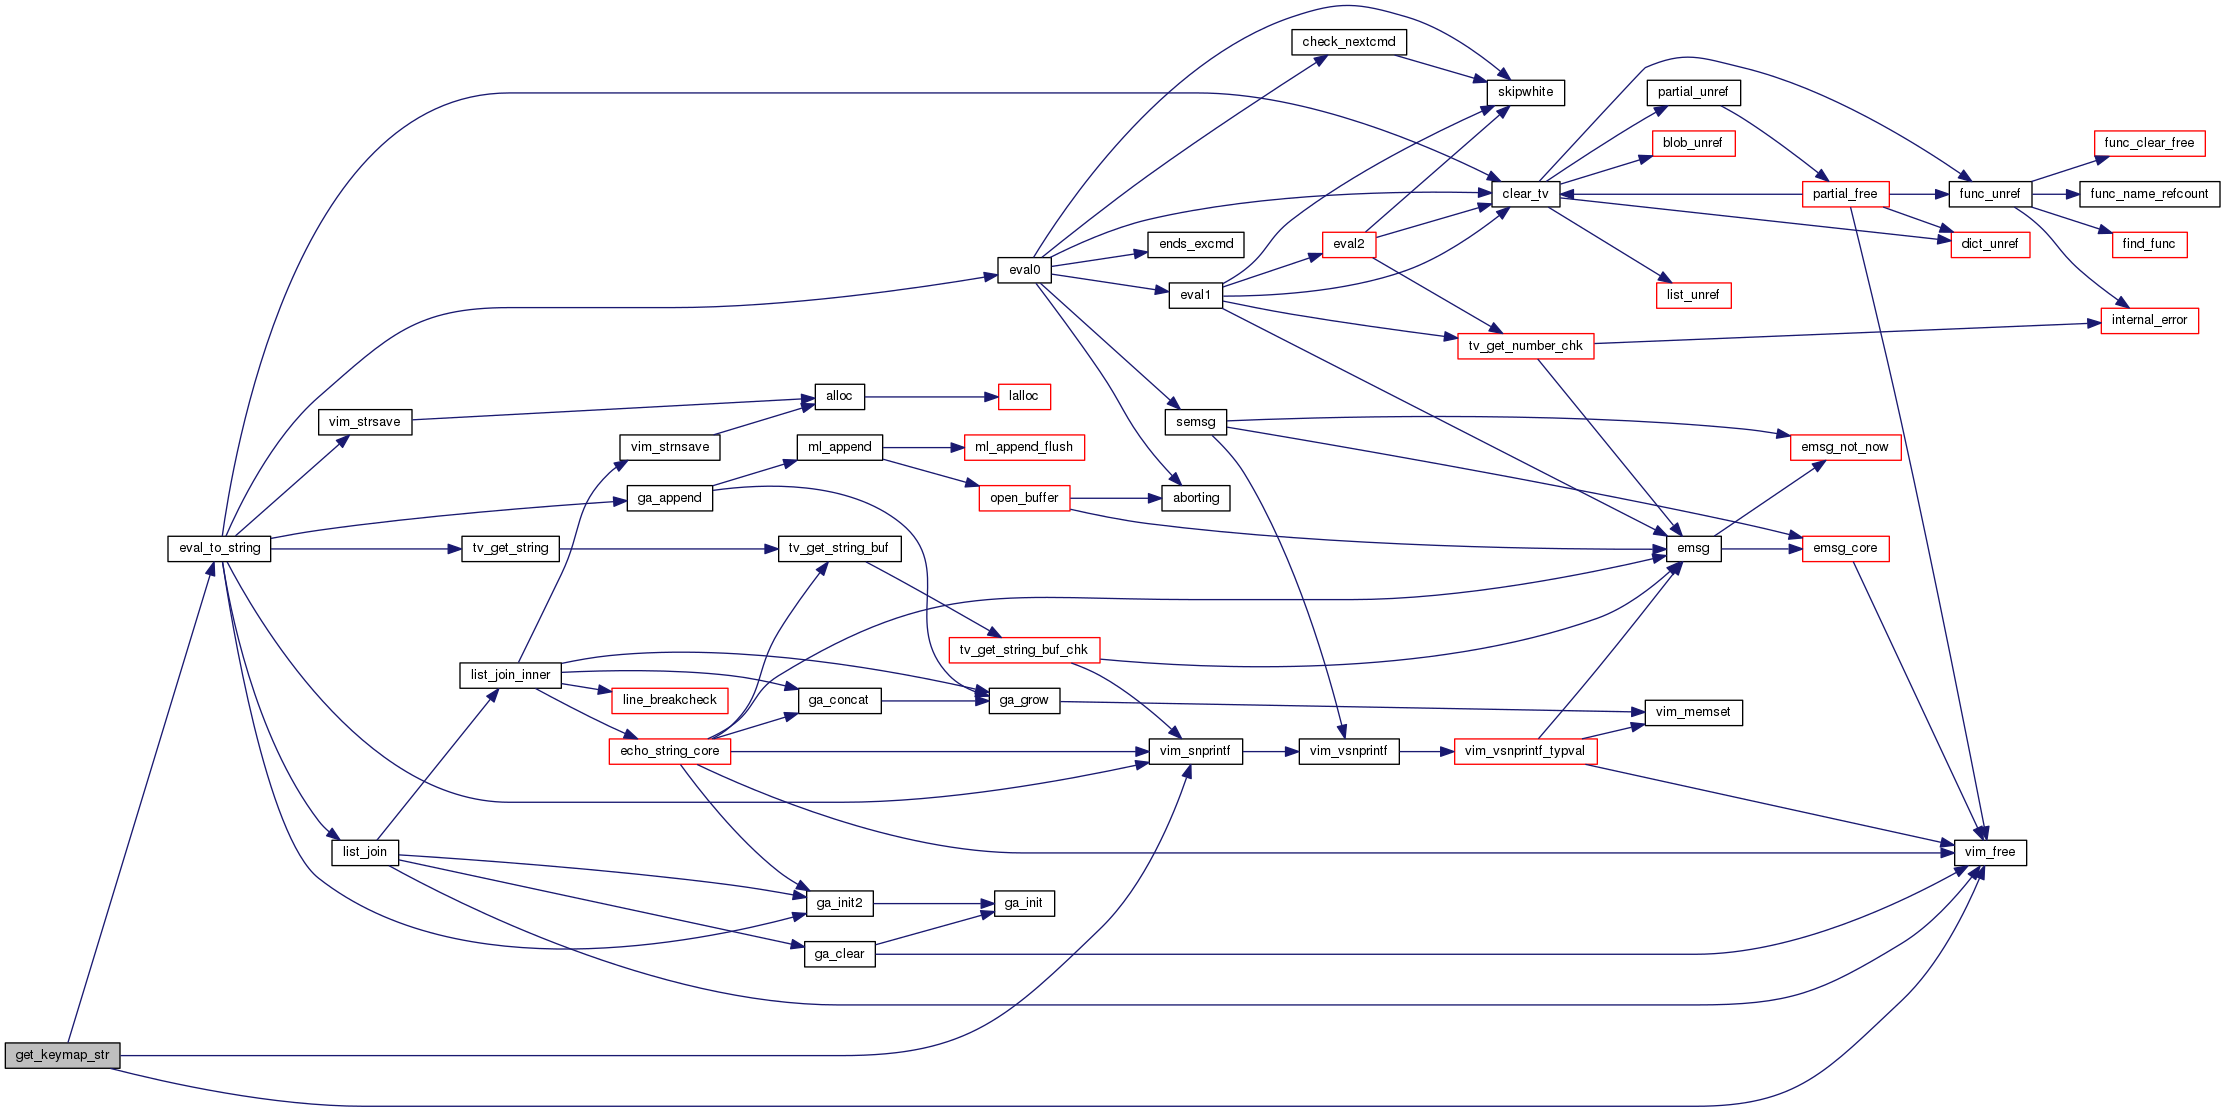 check_nextcmd
skipwhite
partial_unref
blob_unref
func_clear_free
clear_tv
partial_free
func_unref
func_name_refcount
ends_excmd
eval2
dict_unref
find_func
eval0
eval1
list_unref
internal_error
tv_get_number_chk
alloc
lalloc
vim_strsave
semsg
vim_strnsave
ml_append
ml_append_flush
emsg_not_now
ga_append
open_buffer
aborting
eval_to_string
tv_get_string
tv_get_string_buf
emsg
emsg_core
tv_get_string_buf_chk
list_join_inner
line_breakcheck
ga_concat
ga_grow
vim_memset
echo_string_core
vim_snprintf
vim_vsnprintf
vim_vsnprintf_typval
list_join
vim_free
ga_init2
ga_init
ga_clear
get_keymap_str